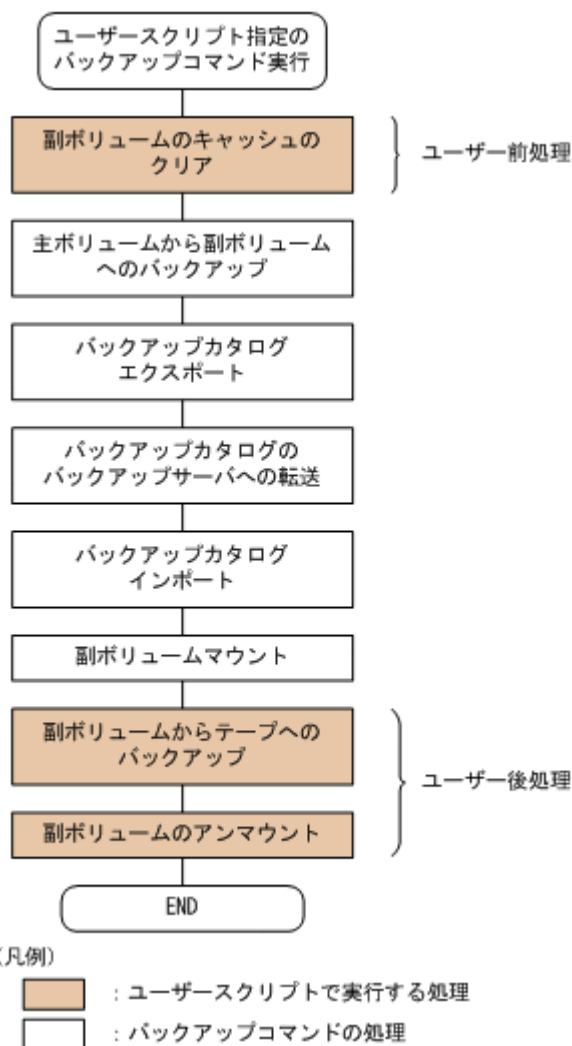 ユーザースクリプト指定の
バックアップコマンド実行
副ボリュームのキャッシュの
クリア
ユーザー前処理
主ボリュームから副ボリューム
へのバックアップ
バックアップカタログ
エクスポート
バックアップカタログの
バックアップサーバへの転送
バックアップカタログ
インポート
副ボリュームマウント
副ボリュームからテープへの
バックアップ
ユーザー後処理
副ボリュームのアンマウント
END
(凡例)
：ユーザースクリプトで実行する処理
：バックアップコマンドの処理